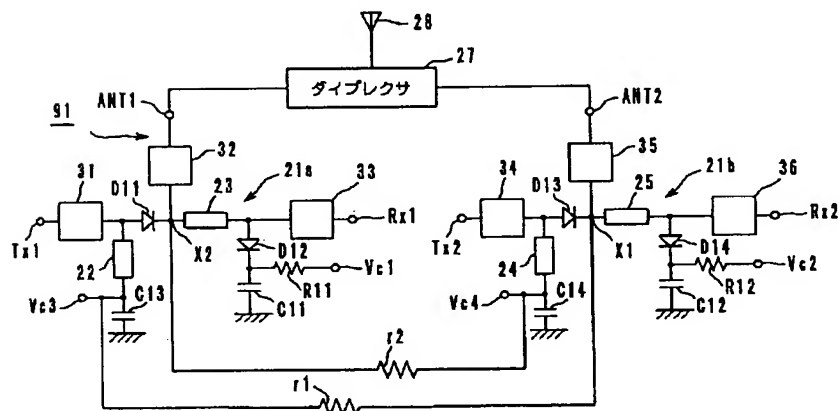 28
27
ダイプレクサ
ANT1
ANT2
91
32
35
31
D11
23
21a
33
34
D13
25
21b
36
Tx1
Rx1
Tx2
Rx2
X2
D12
X1
D14
22
Vc1
24
Vc2
R11
R12
Vc3
C13
C11
Vc4
C14
C12
r2
r1